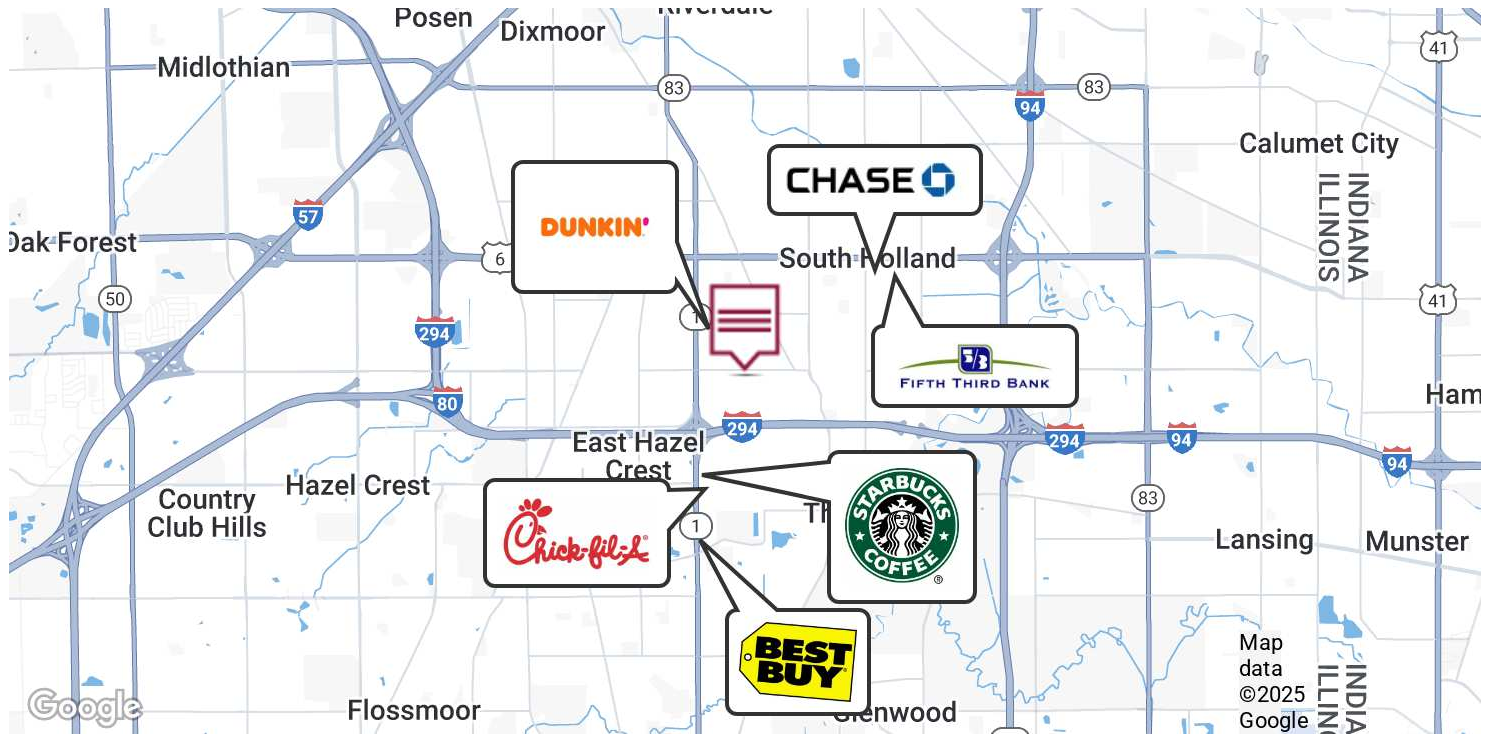 Posen
Riverdale
Dixmoor
Midlothian
83
83
94
41
Calumet City
CHASE
INDIANA
ILLINOIS
57
DUNKIN'
Oak Forest
6
South Holland
50
1
41
294
FIFTH THIRD BANK
80
294
294
94
94
East Hazel
Crest
Hazel Crest
Country
Club Hills
STARBUCKS
COFFEE
®
Chick-fil-A®
1
83
Lansing
Munster
BEST
BUY
Flossmoor
Glenwood
Google
Map
data
©2025
Google